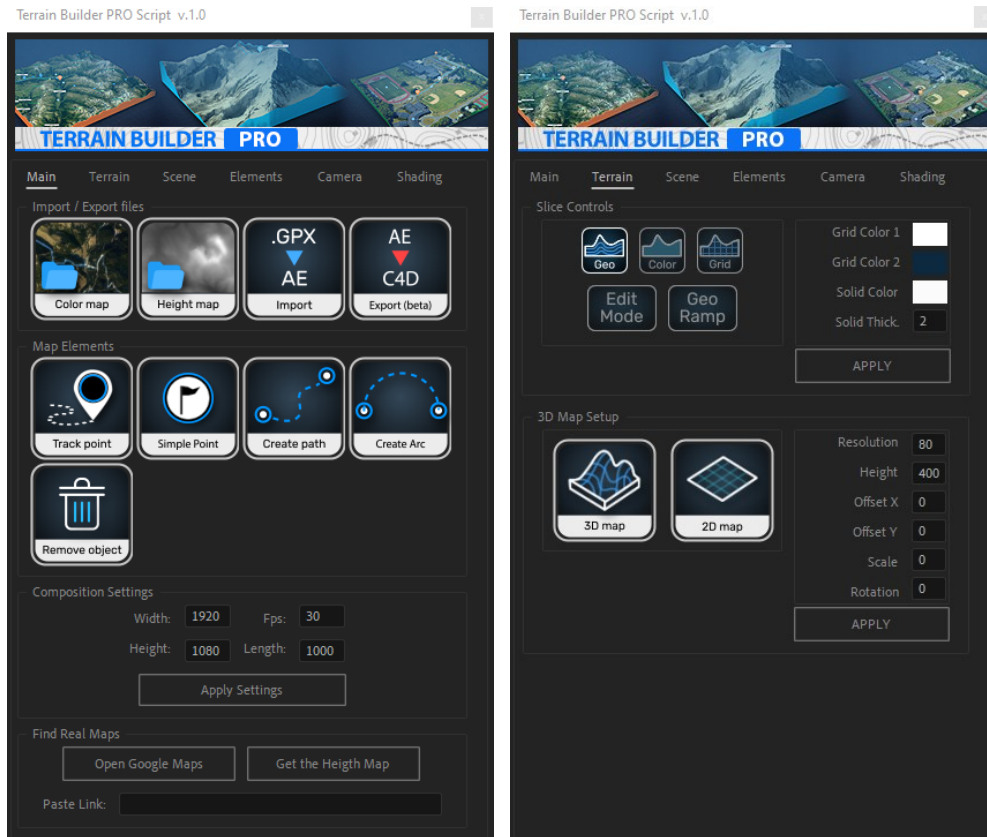 Terrain Builder PRO Script v.1.0
TERRAIN BUILDER PRO
Main Terrain Scene Elements Camera Shading
Import / Export files
Color map
Height map
.GPX
AE
Import
AE
C4D
Export (beta)
Map Elements
Track point
Simple Point
Create path
Create Arc
Remove object
Composition Settings
Width: 1920 Fps: 30
Height: 1080 Length: 1000
Apply Settings
Find Real Maps
Open Google Maps Get the Heigth Map
Paste Link:
Terrain Builder PRO Script v.1.0
TERRAIN BUILDER PRO
Main Terrain Scene Elements Camera Shading
Slice Controls
Geo Color Grid
Edit Mode
Geo Ramp
Grid Color 1
Grid Color 2
Solid Color
Solid Thick. 2
APPLY
3D Map Setup
3D map 2D map
Resolution 80
Height 400
Offset X 0
Offset Y 0
Scale 0
Rotation 0
APPLY